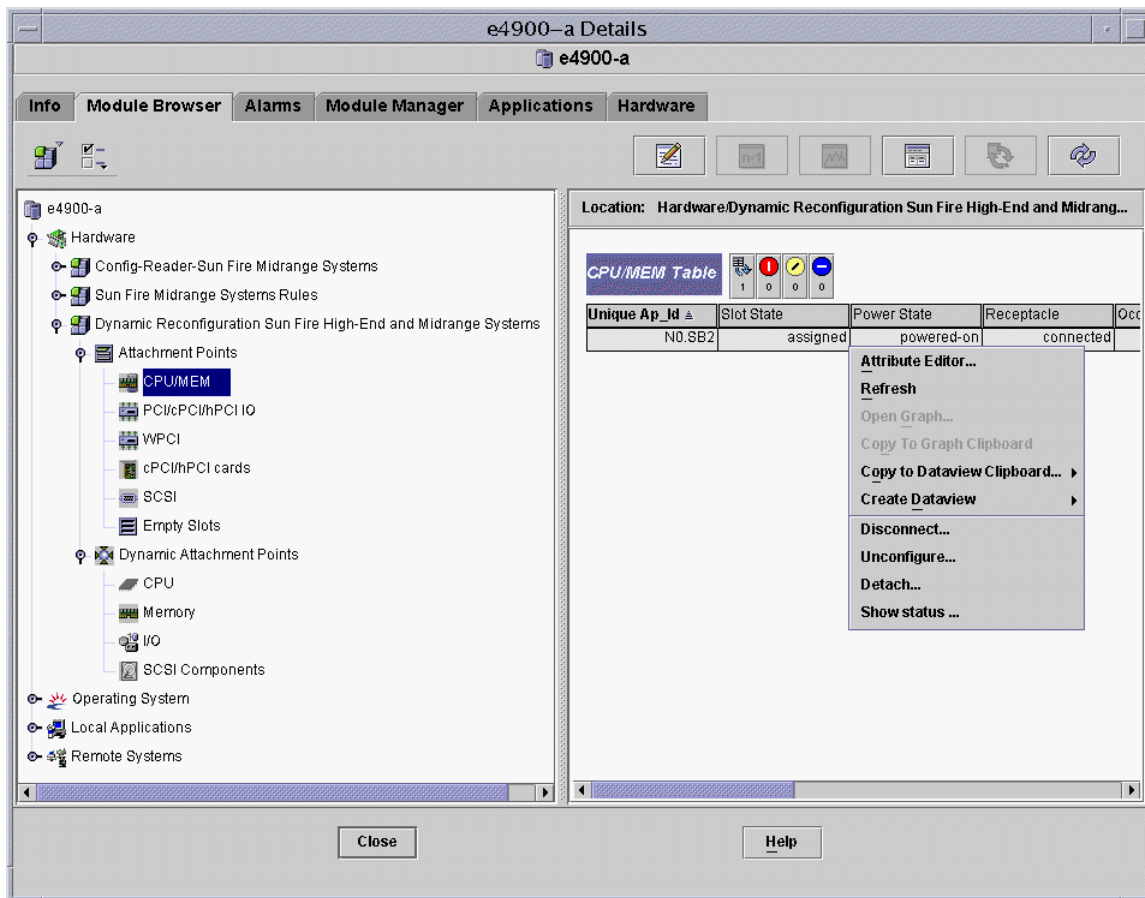 e4900–a Details
e4900-a
Info Module Browser Alarms Module Manager Applications Hardware
n=1
e4900-a
Hardware
Config-Reader-Sun Fire Midrange Systems
Sun Fire Midrange Systems Rules
Dynamic Reconfiguration Sun Fire High-End and Midrange Systems
Attachment Points
CPU/MEM
PCI/cPCI/hPCI IO
WPCI
cPCI/hPCI cards
SCSI
Empty Slots
Dynamic Attachment Points
CPU
Memory
I/O
SCSI Components
Operating System
Local Applications
Remote Systems
Location: Hardware/Dynamic Reconfiguration Sun Fire High-End and Midrang...
CPU/MEM Table
1 0 0 0
Unique Ap_Id Slot State Power State Receptacle Occ
N0.SB2 assigned powered-on connected
Attribute Editor...
Refresh
Open Graph...
Copy To Graph Clipboard
Copy to Dataview Clipboard...
Create Dataview
Disconnect...
Unconfigure...
Detach...
Show status ...
Close Help